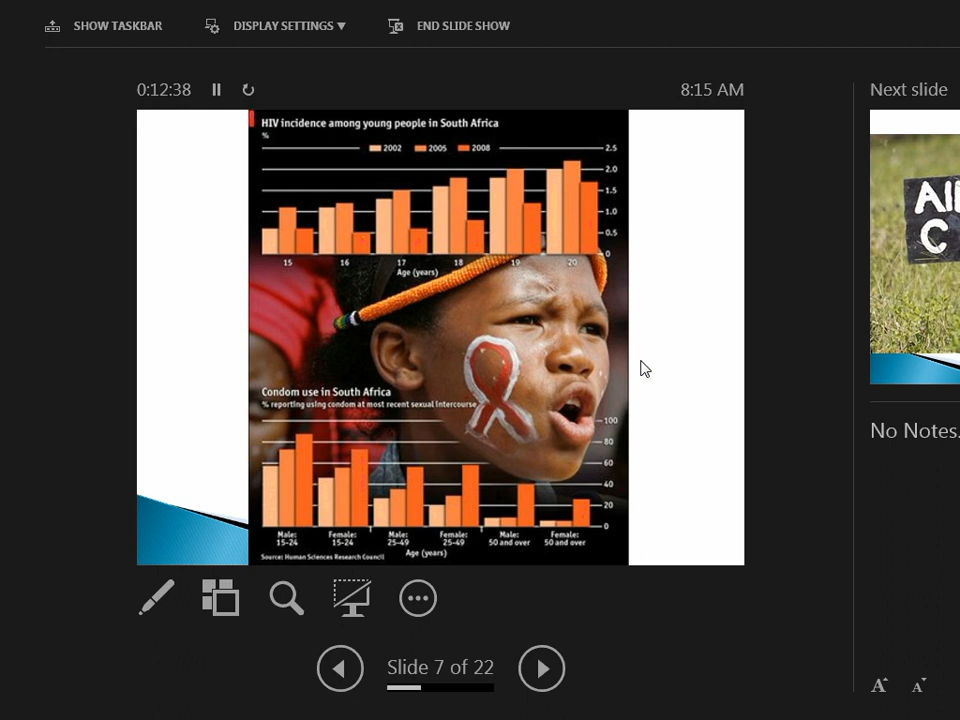 SHOW TASKBAR
DISPLAY SETTINGS ▼
END SLIDE SHOW
0:12:38
8:15 AM
Next slide
HIV incidence among young people in South Africa
%
2002
2005
2008
2.5
2.0
1.5
1.0
0.5
0
15
16
17
18
19
20
Age (years)
Condom use in South Africa
% reporting using condom at most recent sexual intercourse
100
80
60
40
20
0
Male: 15-24
Female: 15-24
Male: 25-49
Female: 25-49
Male: 50 and over
Female: 50 and over
Age (years)
Source: Human Sciences Research Council
AI
C
No Notes.
Slide 7 of 22
A
A